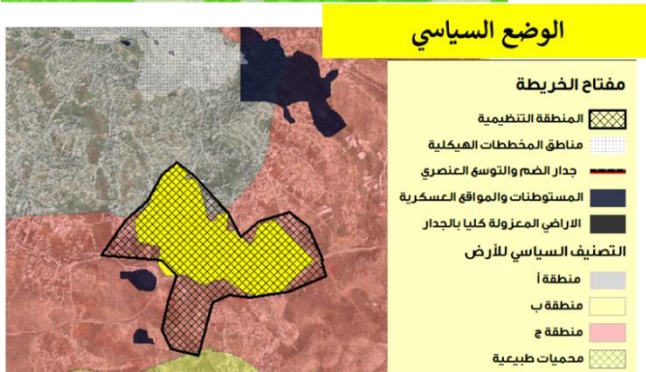 الوضع السياسي
مفتاح الخريطة
المنطقة التنظيمية
مناطق المخططات الهيكلية
جدار الضم والتوسع العنصري
المستوطنات والمواقع العسكرية
الاراضي المعزولة كليا بالجدار
التصنيف السياسي للأرض
منطقة أ
منطقة ب
منطقة ج
محميات طبيعية